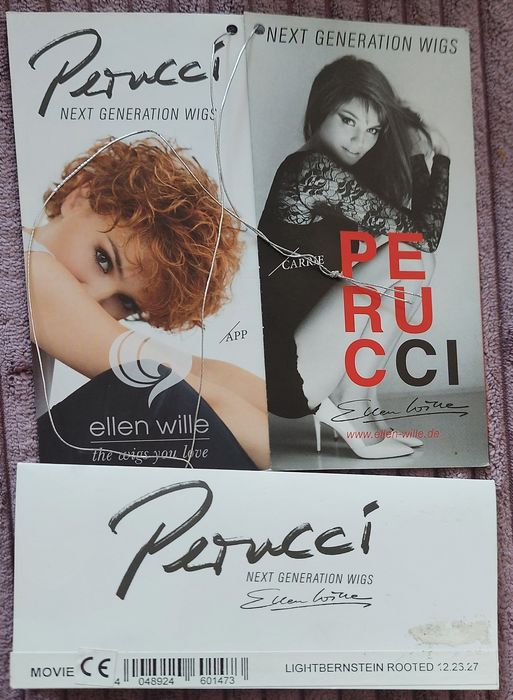 Perucci
NEXT GENERATION WIGS
APP
ellen wille
the wigs you love
NEXT GENERATION WIGS
CARRIE
PE
RU
CCI
Ellen Wille
www.ellen-wille.de
Perucci
NEXT GENERATION WIGS
Ellen Wille
MOVIE CE 4 048924 601473 LIGHTBERNSTEIN ROOTED 12.26.27